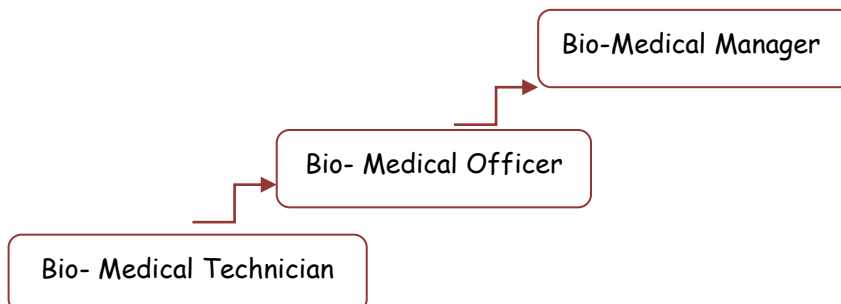 Bio-Medical Manager
Bio- Medical Officer
Bio- Medical Technician